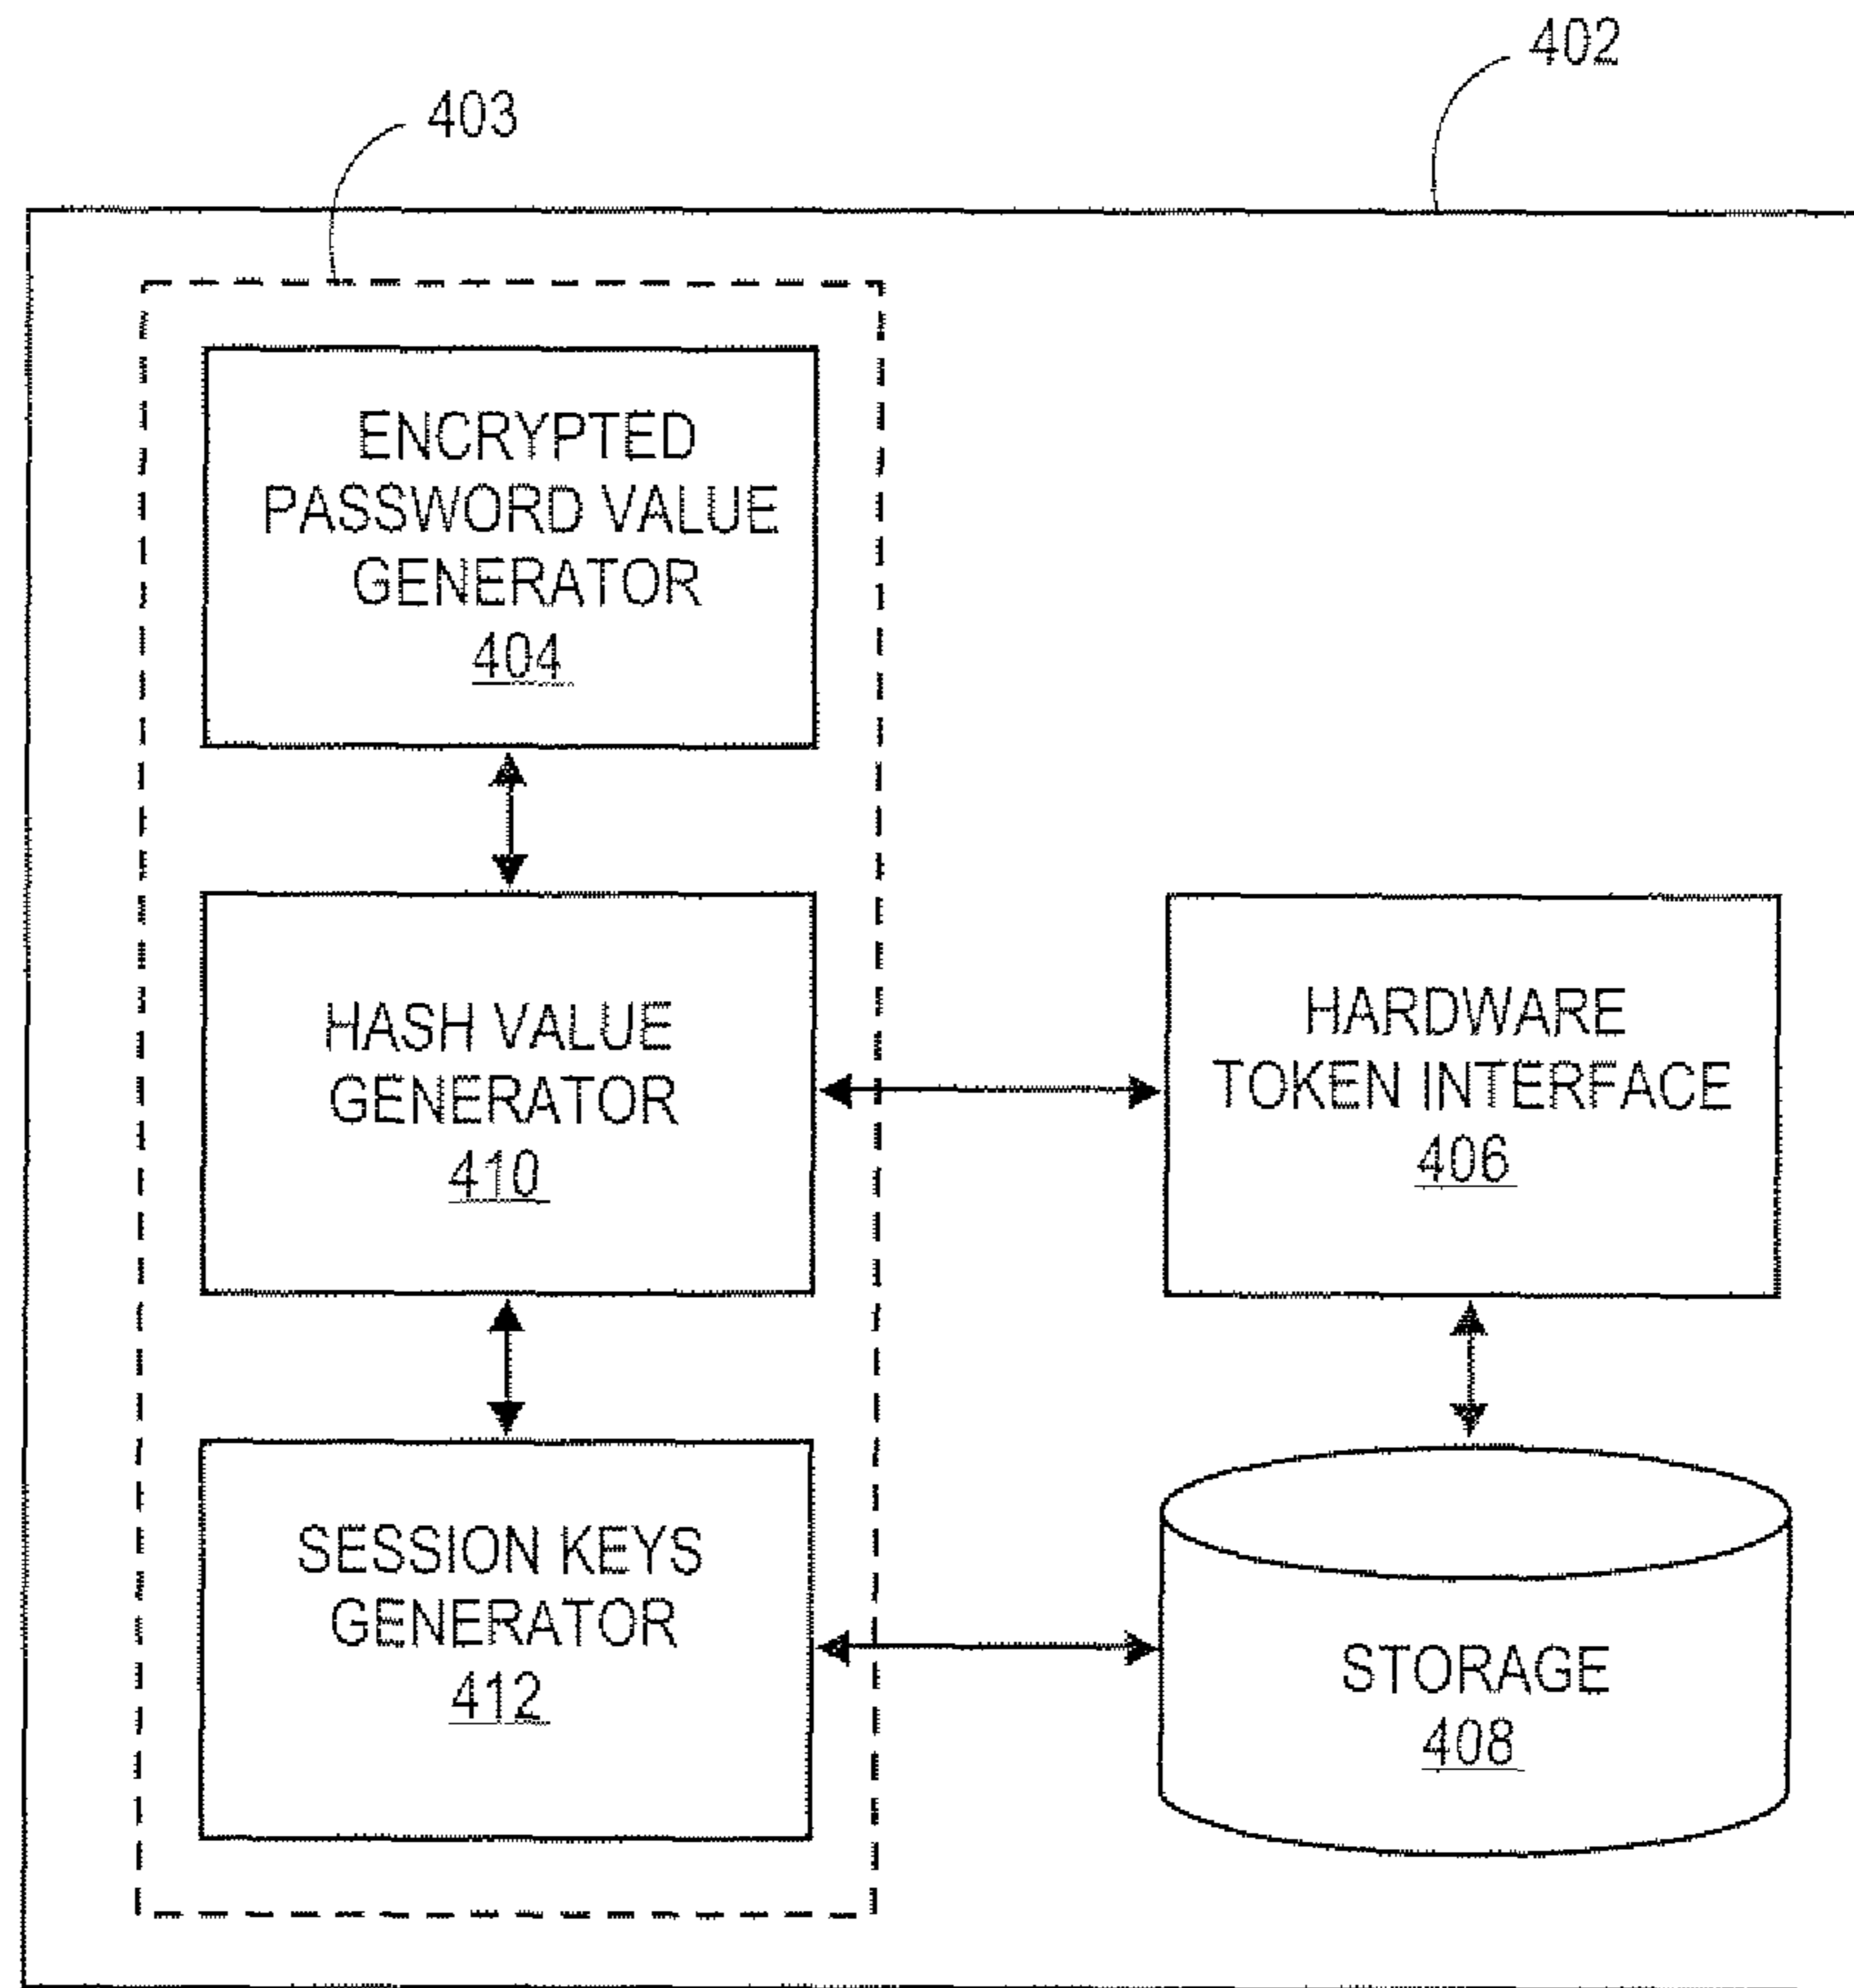 402
403
ENCRYPTED
PASSWORD VALUE
GENERATOR
404
HASH VALUE
GENERATOR
410
HARDWARE
TOKEN INTERFACE
406
SESSION KEYS
GENERATOR
412
STORAGE
408